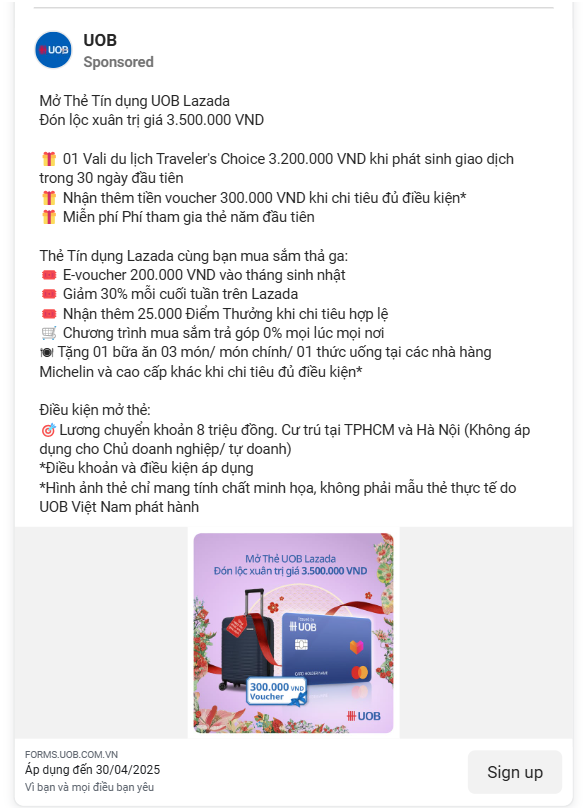 UOB
UOB
Sponsored
Mở Thẻ Tín dụng UOB Lazada
Đón lộc xuân trị giá 3.500.000 VND
🎁 01 Vali du lịch Traveler's Choice 3.200.000 VND khi phát sinh giao dịch
trong 30 ngày đầu tiên
🎁 Nhận thêm tiền voucher 300.000 VND khi chi tiêu đủ điều kiện*
🎁 Miễn phí Phí tham gia thẻ năm đầu tiên
Thẻ Tín dụng Lazada cùng bạn mua sắm thả ga:
🎟 E-voucher 200.000 VND vào tháng sinh nhật
🎟 Giảm 30% mỗi cuối tuần trên Lazada
🎟 Nhận thêm 25.000 Điểm Thưởng khi chi tiêu hợp lệ
🛒 Chương trình mua sắm trả góp 0% mọi lúc mọi nơi
🍽 Tặng 01 bữa ăn 03 món/ món chính/ 01 thức uống tại các nhà hàng
Michelin và cao cấp khác khi chi tiêu đủ điều kiện*
Điều kiện mở thẻ:
🎯 Lương chuyển khoản 8 triệu đồng. Cư trú tại TPHCM và Hà Nội (Không áp
dụng cho Chủ doanh nghiệp/ tự doanh)
*Điều khoản và điều kiện áp dụng
*Hình ảnh thẻ chỉ mang tính chất minh họa, không phải mẫu thẻ thực tế do
UOB Việt Nam phát hành
Mở Thẻ UOB Lazada
Đón lộc xuân trị giá 3.500.000 VND
UOB
CARD HOLDER NAME
mastercard
300.000 VND
Voucher
UOB
FORMS.UOB.COM.VN
Áp dụng đến 30/04/2025
Vì bạn và mọi điều bạn yêu
Sign up